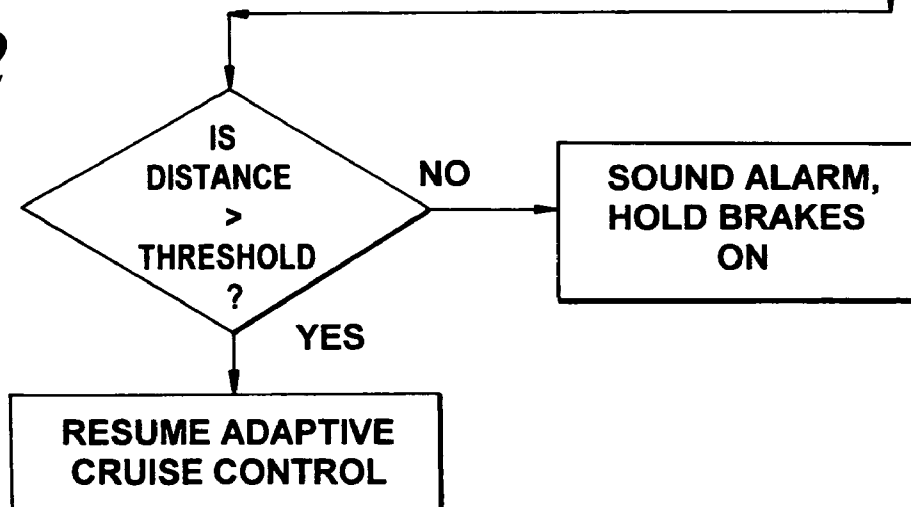 IS
DISTANCE
>
THRESHOLD
?
NO
SOUND ALARM,
HOLD BRAKES
ON
YES
RESUME ADAPTIVE
CRUISE CONTROL